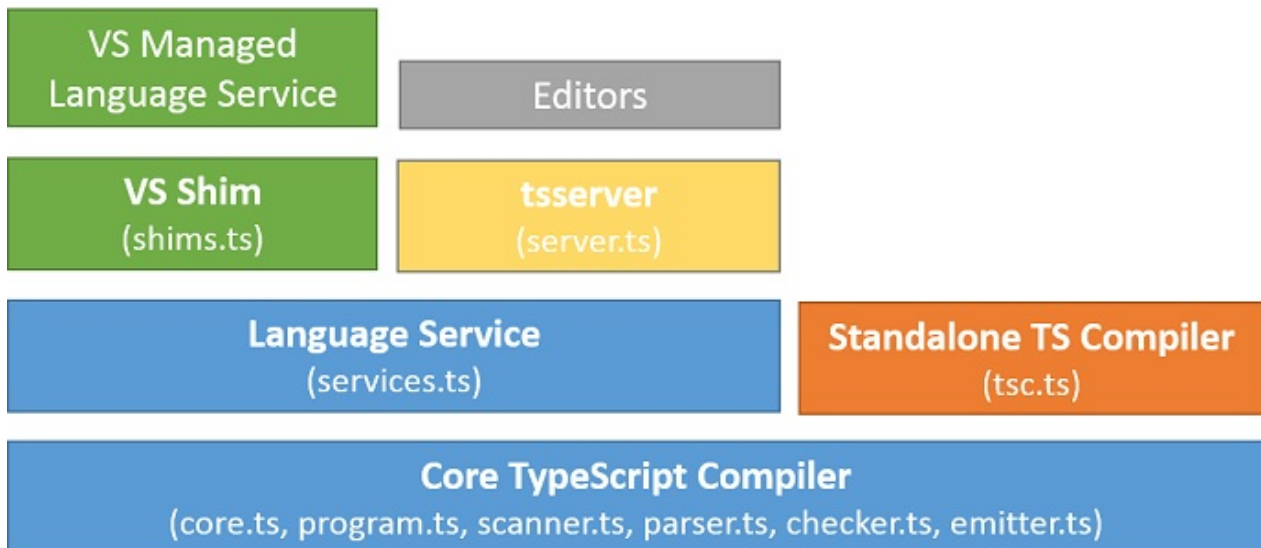 VS Managed
Language Service
Editors
VS Shim
(shims.ts)
tsserver
(server.ts)
Language Service
(services.ts)
Standalone TS Compiler
(tsc.ts)
Core TypeScript Compiler
(core.ts, program.ts, scanner.ts, parser.ts, checker.ts, emitter.ts)